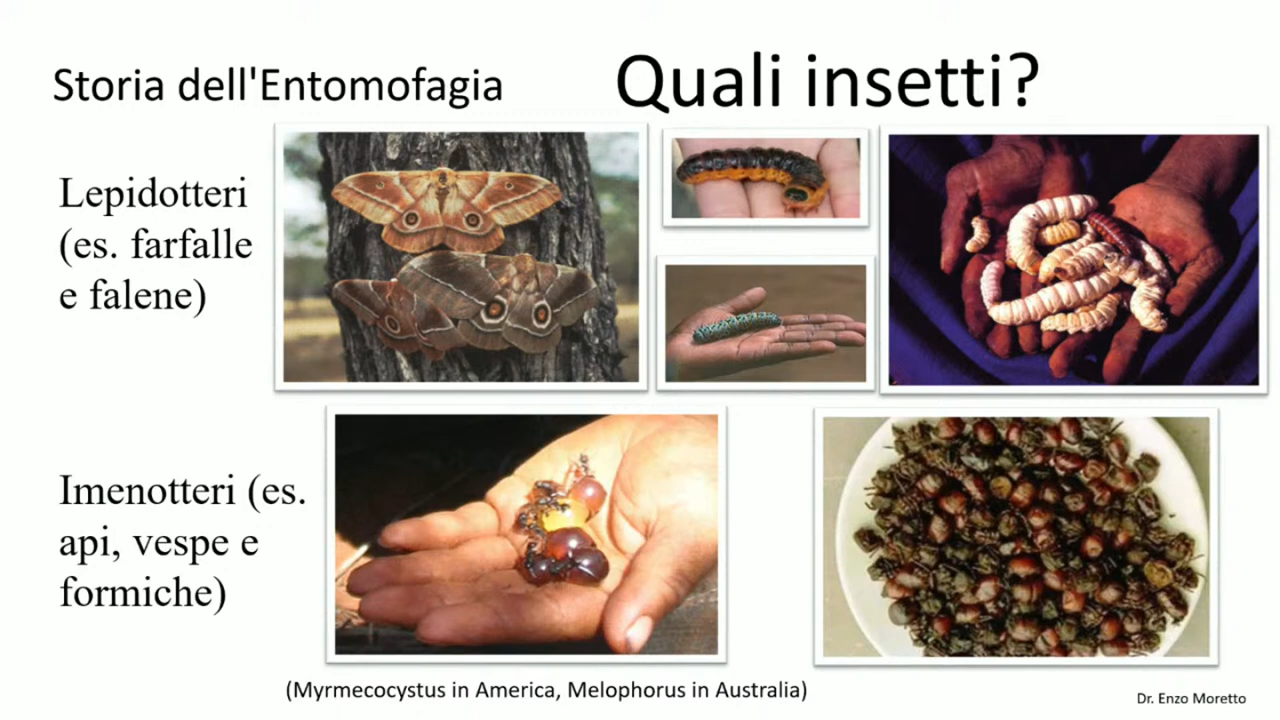 Storia dell'Entomofagia
Quali insetti?
Lepidotteri
(es. farfalle
e falene)
Imenotteri (es.
api, vespe e
formiche)
(Myrmecocystus in America, Melophorus in Australia)
Dr. Enzo Moretto